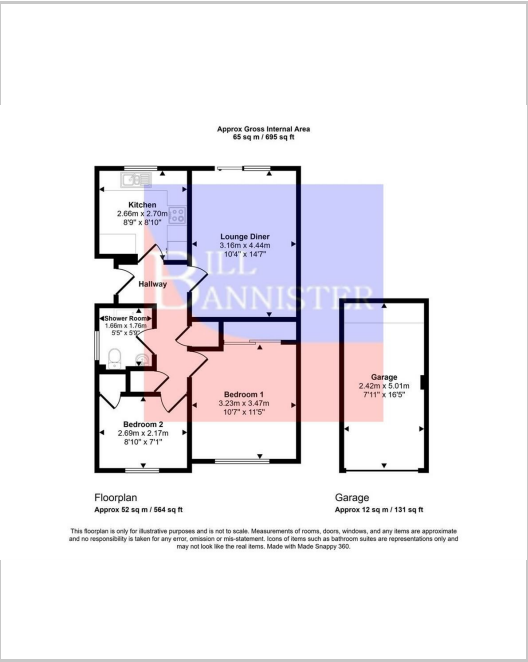 Approx Gross Internal Area
65 sq m / 695 sq ft
Kitchen
2.66m x 2.70m
8'9" x 8'10"
Lounge Diner
3.16m x 4.44m
10'4" x 14'7"
Hallway
BILL
BANNISTER
Shower Room
1.66m x 1.76m
5'5" x 5'9"
Garage
2.42m x 5.01m
7'11" x 16'5"
Bedroom 1
3.23m x 3.47m
10'7" x 11'5"
Bedroom 2
2.69m x 2.17m
8'10" x 7'1"
Floorplan
Approx 52 sq m / 564 sq ft
Garage
Approx 12 sq m / 131 sq ft
This floorplan is only for illustrative purposes and is not to scale. Measurements of rooms, doors, windows, and any items are approximate
and no responsibility is taken for any error, omission or mis-statement. Icons of items such as bathroom suites are representations only and
may not look like the real items. Made with Made Snappy 360.